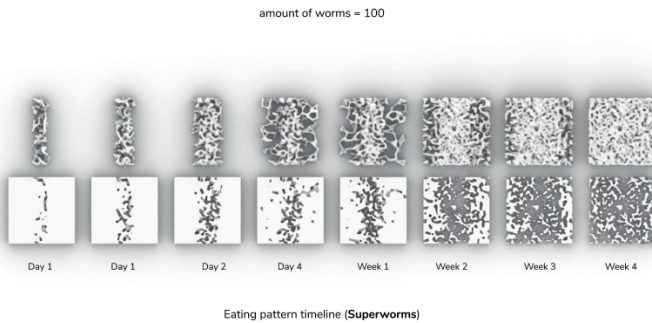 amount of worms = 100
Day 1
Day 1
Day 2
Day 4
Week 1
Week 2
Week 3
Week 4
Eating pattern timeline (Superworms)